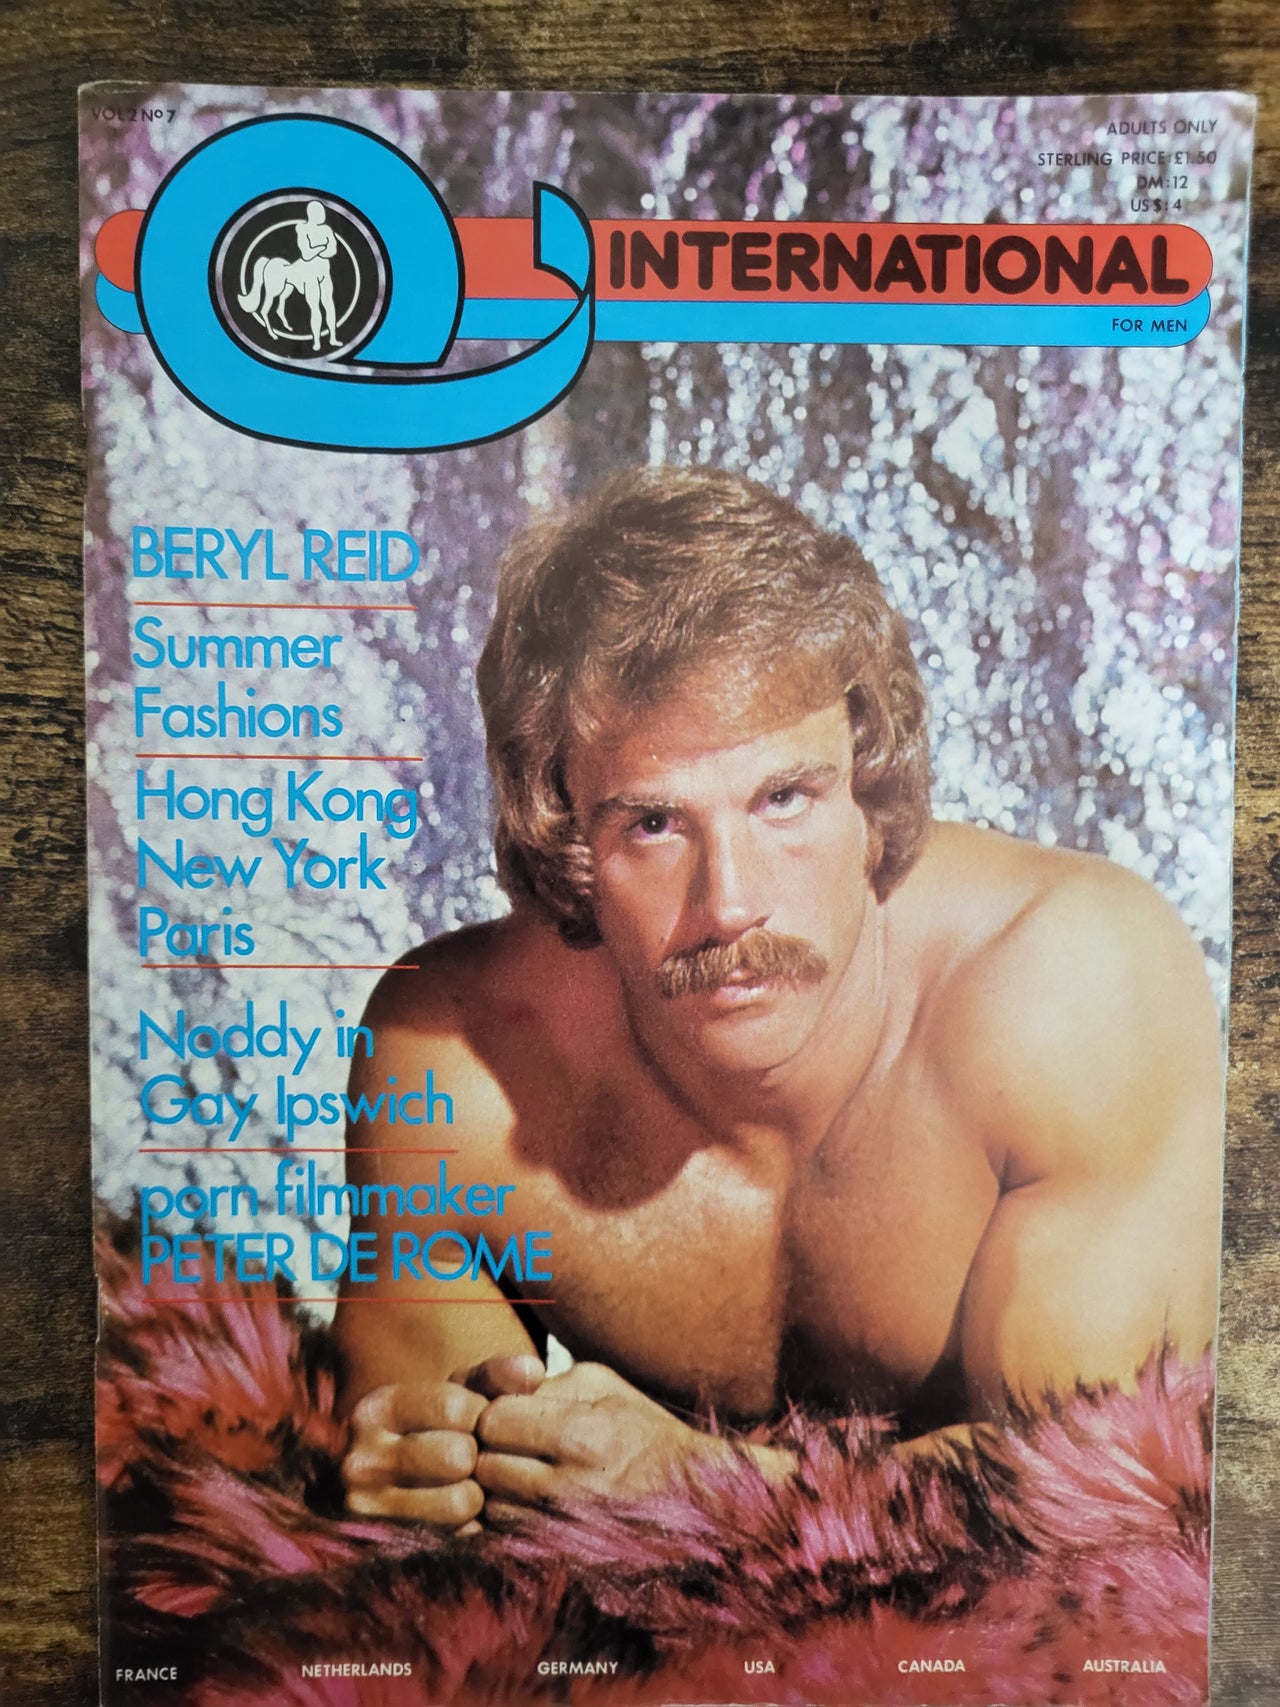 VOL 2 Nº 7
ADULTS ONLY
STERLING PRICE:£1.50
DM:12
US $:4
Q INTERNATIONAL
FOR MEN
BERYL REID
Summer
Fashions
Hong Kong
New York
Paris
Noddy in
Gay Ipswich
porn filmmaker
PETER DE ROME
FRANCE NETHERLANDS GERMANY USA CANADA AUSTRALIA